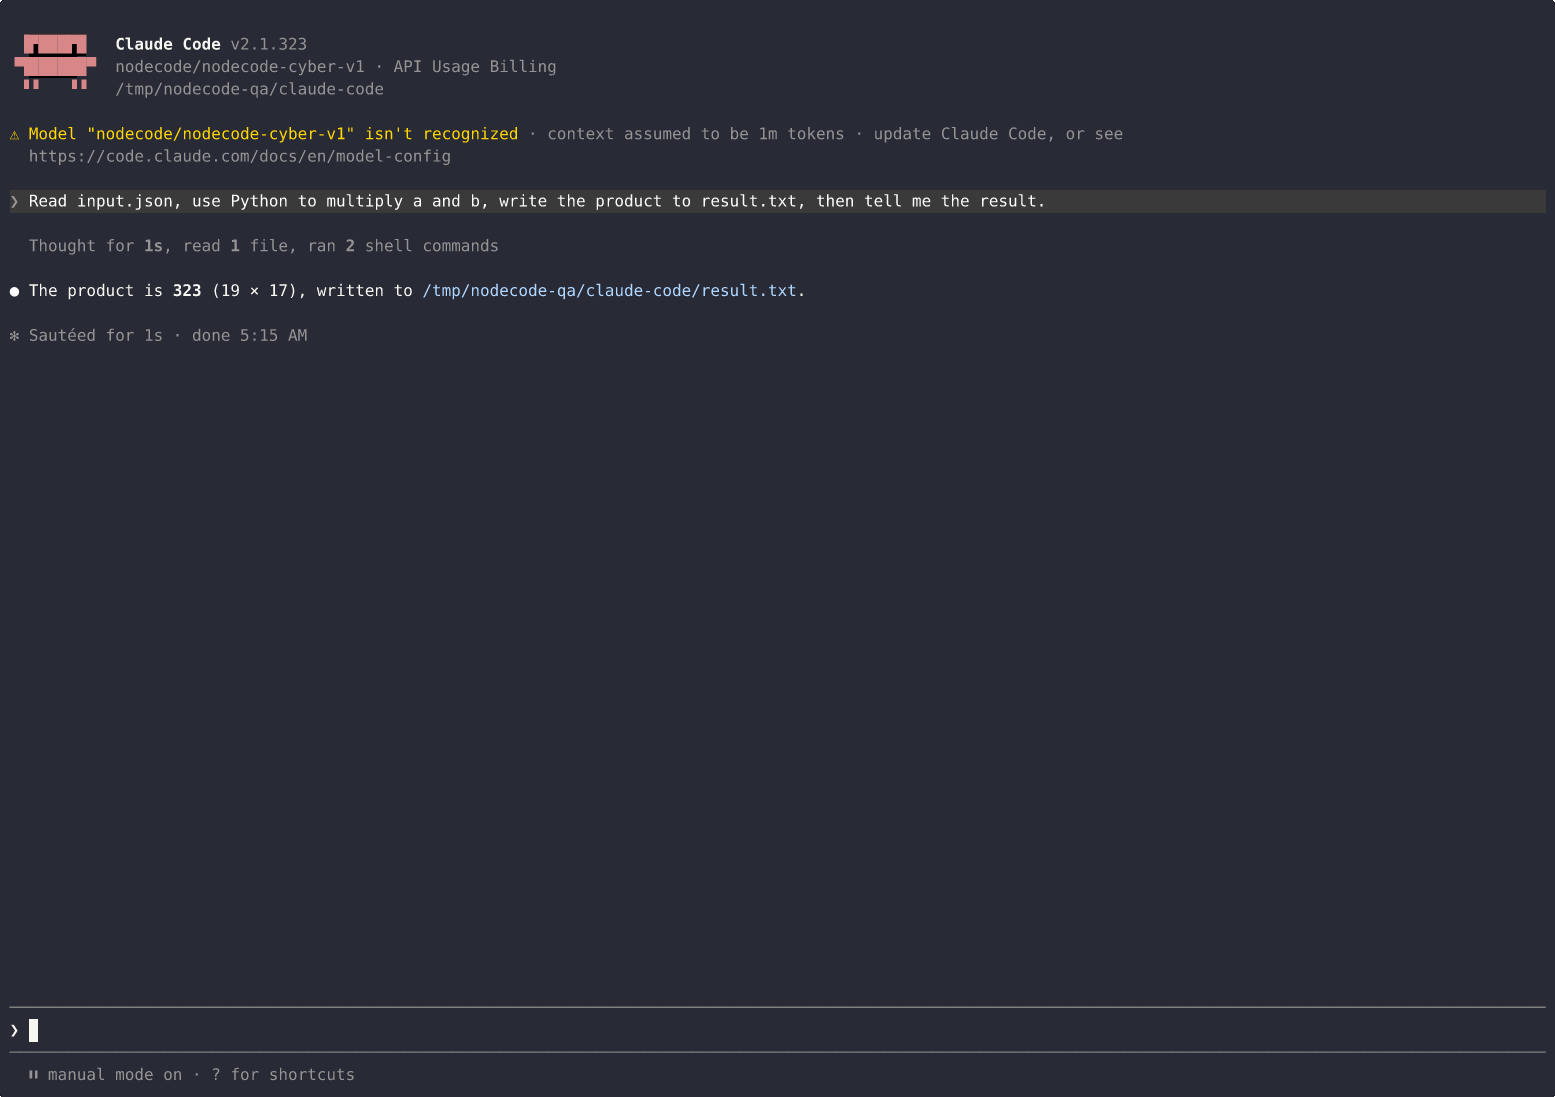 Claude Code v2.1.323
nodecode/nodecode-cyber-v1 · API Usage Billing
/tmp/nodecode-qa/claude-code
⚠ Model "nodecode/nodecode-cyber-v1" isn't recognized · context assumed to be 1m tokens · update Claude Code, or see
https://code.claude.com/docs/en/model-config
❯ Read input.json, use Python to multiply a and b, write the product to result.txt, then tell me the result.
Thought for 1s, read 1 file, ran 2 shell commands
● The product is 323 (19 × 17), written to /tmp/nodecode-qa/claude-code/result.txt.
✻ Sautéed for 1s · done 5:15 AM
❯
⏸ manual mode on · ? for shortcuts